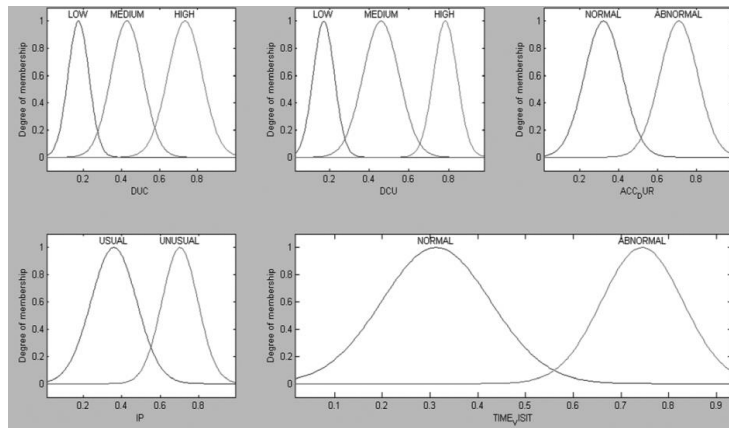 LOW MEDIUM HIGH
Degree of membership
1
0.8
0.6
0.4
0.2
0
0.2 0.4 0.6 0.8
DUC
LOW MEDIUM HIGH
Degree of membership
1
0.8
0.6
0.4
0.2
0
0.2 0.4 0.6 0.8
DCU
NORMAL ABNORMAL
Degree of membership
1
0.8
0.6
0.4
0.2
0
0.2 0.4 0.6 0.8
ACC_DUR
USUAL UNUSUAL
Degree of membership
1
0.8
0.6
0.4
0.2
0
0.2 0.4 0.6 0.8
IP
NORMAL ABNORMAL
Degree of membership
1
0.8
0.6
0.4
0.2
0
0.1 0.2 0.3 0.4 0.5 0.6 0.7 0.8 0.9
TIME_VISIT